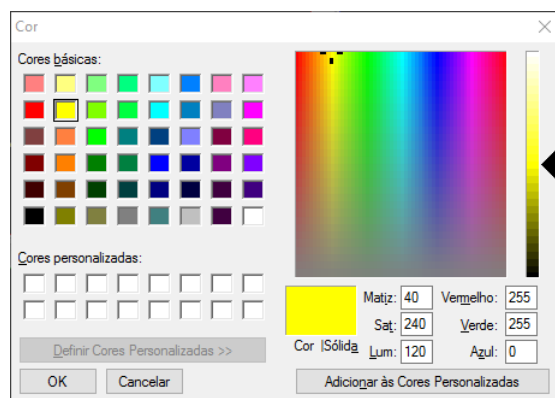 Cor
Cores básicas:
Cores personalizadas:
Definir Cores Personalizadas >>
OK
Cancelar
Cor |Sólida
Matiz: 40
Sat: 240
Lum: 120
Vermelho: 255
Verde: 255
Azul: 0
Adicionar às Cores Personalizadas